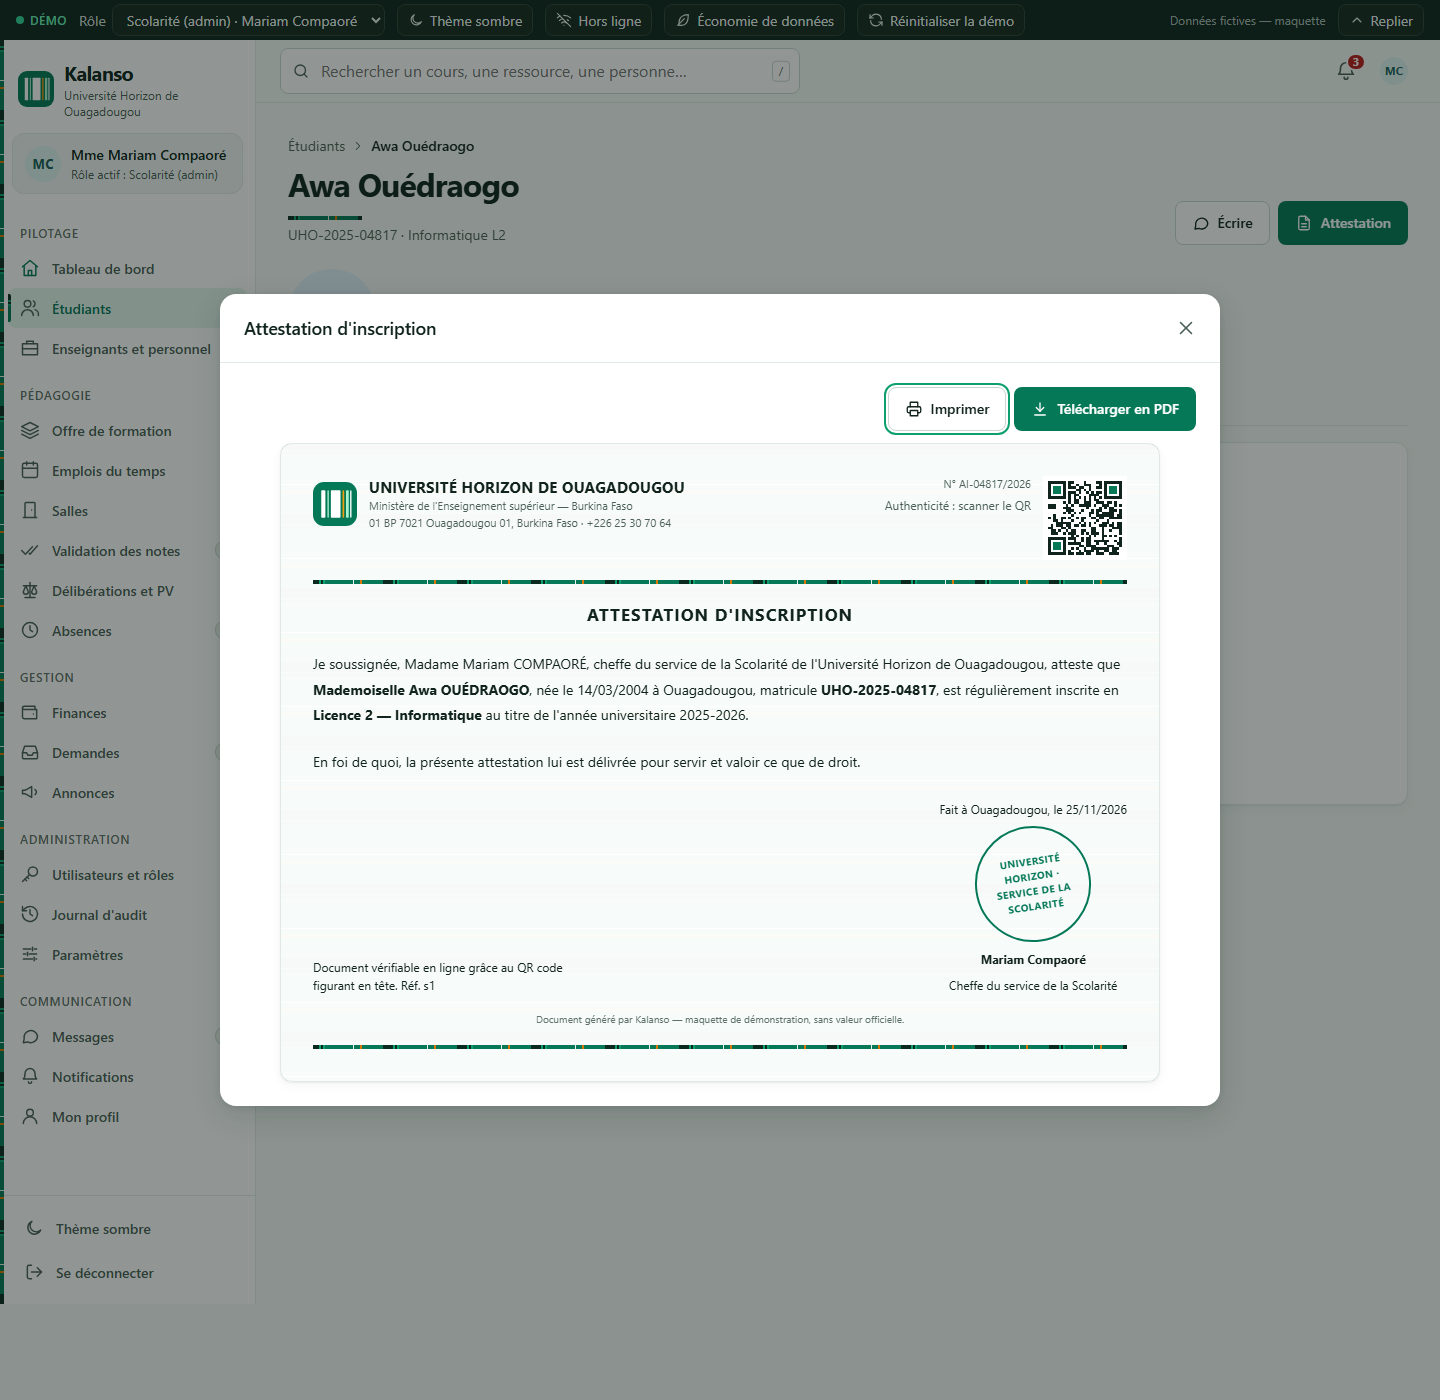 DÉMO Rôle Scolarité (admin) · Mariam Compaoré Thème sombre Hors ligne Économie de données Réinitialiser la démo Données fictives — maquette Replier
Kalanso
Université Horizon de
Ouagadougou
Rechercher un cours, une ressource, une personne... /
3
MC
MC
Mme Mariam Compaoré
Rôle actif : Scolarité (admin)
PILOTAGE
Tableau de bord
Étudiants
Enseignants et personnel
PÉDAGOGIE
Offre de formation
Emplois du temps
Salles
Validation des notes
Délibérations et PV
Absences
GESTION
Finances
Demandes
Annonces
ADMINISTRATION
Utilisateurs et rôles
Journal d'audit
Paramètres
COMMUNICATION
Messages
Notifications
Mon profil
Thème sombre
Se déconnecter
Étudiants > Awa Ouédraogo
Awa Ouédraogo
UHO-2025-04817 · Informatique L2
Écrire
Attestation
Attestation d'inscription
Imprimer
Télécharger en PDF
UNIVERSITÉ HORIZON DE OUAGADOUGOU
Ministère de l'Enseignement supérieur — Burkina Faso
01 BP 7021 Ouagadougou 01, Burkina Faso · +226 25 30 70 64
N° AI-04817/2026
Authenticité : scanner le QR
ATTESTATION D'INSCRIPTION
Je soussignée, Madame Mariam COMPAORÉ, cheffe du service de la Scolarité de l'Université Horizon de Ouagadougou, atteste que
Mademoiselle Awa OUÉDRAOGO, née le 14/03/2004 à Ouagadougou, matricule UHO-2025-04817, est régulièrement inscrite en
Licence 2 — Informatique au titre de l'année universitaire 2025-2026.
En foi de quoi, la présente attestation lui est délivrée pour servir et valoir ce que de droit.
Fait à Ouagadougou, le 25/11/2026
UNIVERSITÉ
HORIZON ·
SERVICE DE LA
SCOLARITÉ
Mariam Compaoré
Cheffe du service de la Scolarité
Document vérifiable en ligne grâce au QR code
figurant en tête. Réf. s1
Document généré par Kalanso — maquette de démonstration, sans valeur officielle.